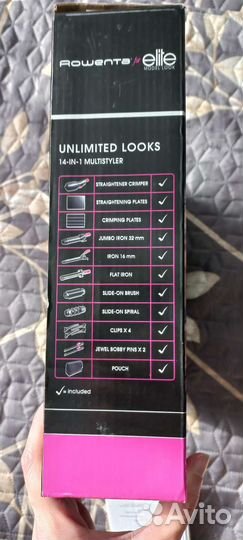 Rowenta for elite
MODEL LOOK
UNLIMITED LOOKS
14-IN-1 MULTISTYLER
STRAIGHTENER CRIMPER ✓
STRAIGHTENING PLATES ✓
CRIMPING PLATES ✓
JUMBO IRON 32 mm ✓
IRON 16 mm ✓
FLAT IRON ✓
SLIDE-ON BRUSH ✓
SLIDE-ON SPIRAL ✓
CLIPS X 4 ✓
JEWEL BOBBY PINS X 2 ✓
POUCH ✓
✓= included
Avito